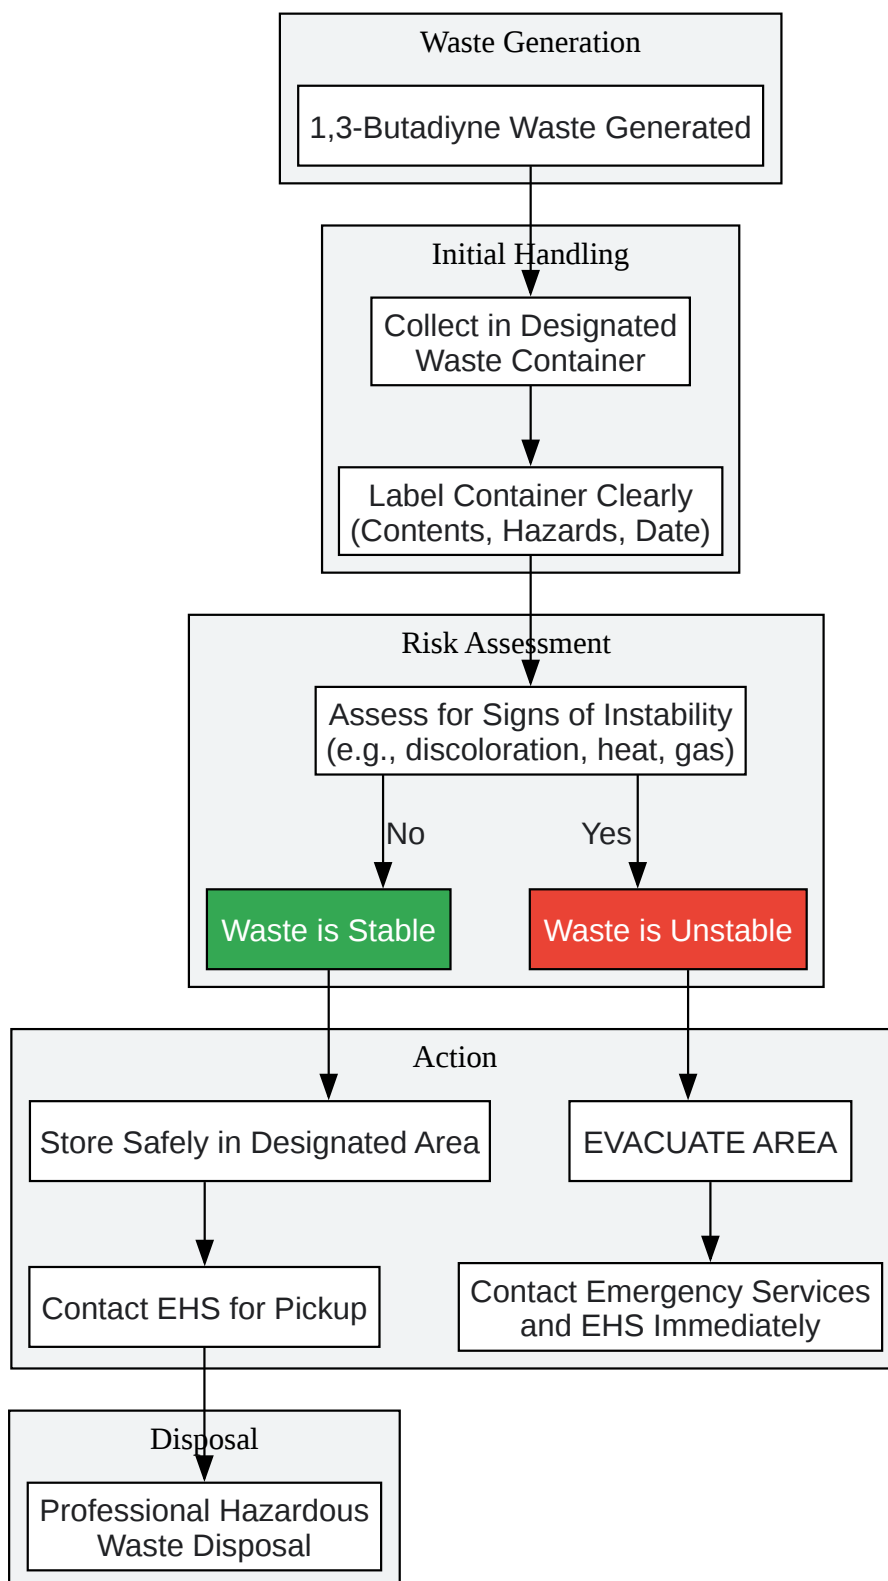 Waste Generation
1,3-Butadiyne Waste Generated
Initial Handling
Collect in Designated
Waste Container
Label Container Clearly
(Contents, Hazards, Date)
Risk Assessment
Assess for Signs of Instability
(e.g., discoloration, heat, gas)
No
Yes
Waste is Stable
Waste is Unstable
Action
Store Safely in Designated Area
EVACUATE AREA
Contact EHS for Pickup
Contact Emergency Services
and EHS Immediately
Disposal
Professional Hazardous
Waste Disposal